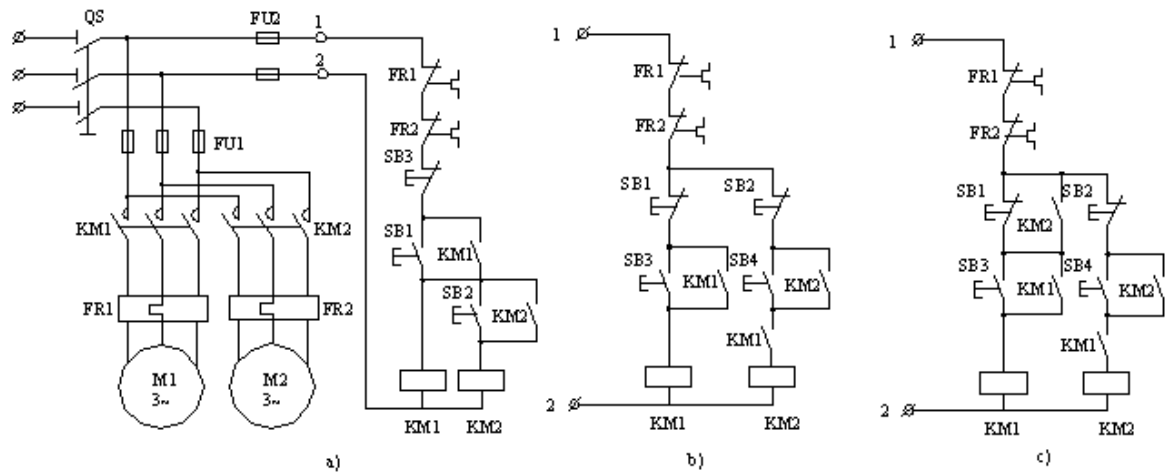 QS
FU2
1
2
FR1
FR2
SB3
FU1
KM1
KM2
SB1
KM1
SB2
KM2
FR1
FR2
M1
3~
M2
3~
KM1
KM2
a)
1
FR1
FR2
SB1
SB2
SB3
KM1
SB4
KM2
KM1
2
KM1
KM2
b)
1
FR1
FR2
SB1
KM2
SB2
SB3
KM1
SB4
KM2
KM1
2
KM1
KM2
c)